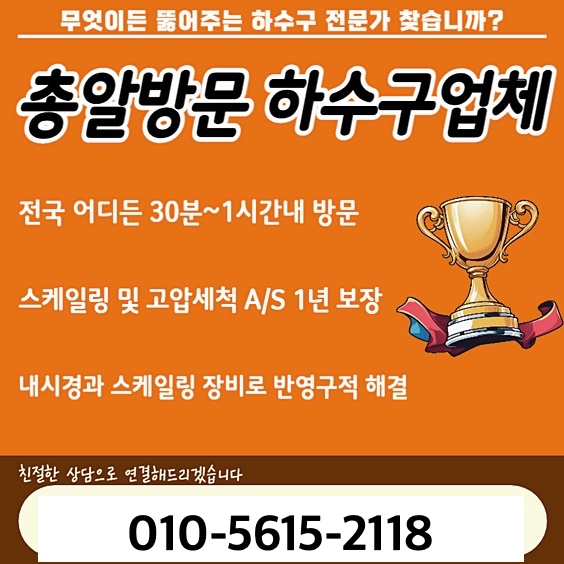 무엇이든 뚫어주는 하수구 전문가 찾습니까?
총알방문 하수구업체
전국 어디든 30분~1시간내 방문
스케일링 및 고압세척 A/S 1년 보장
내시경과 스케일링 장비로 반영구적 해결
친절한 상담으로 연결해드리겠습니다
010-5615-2118